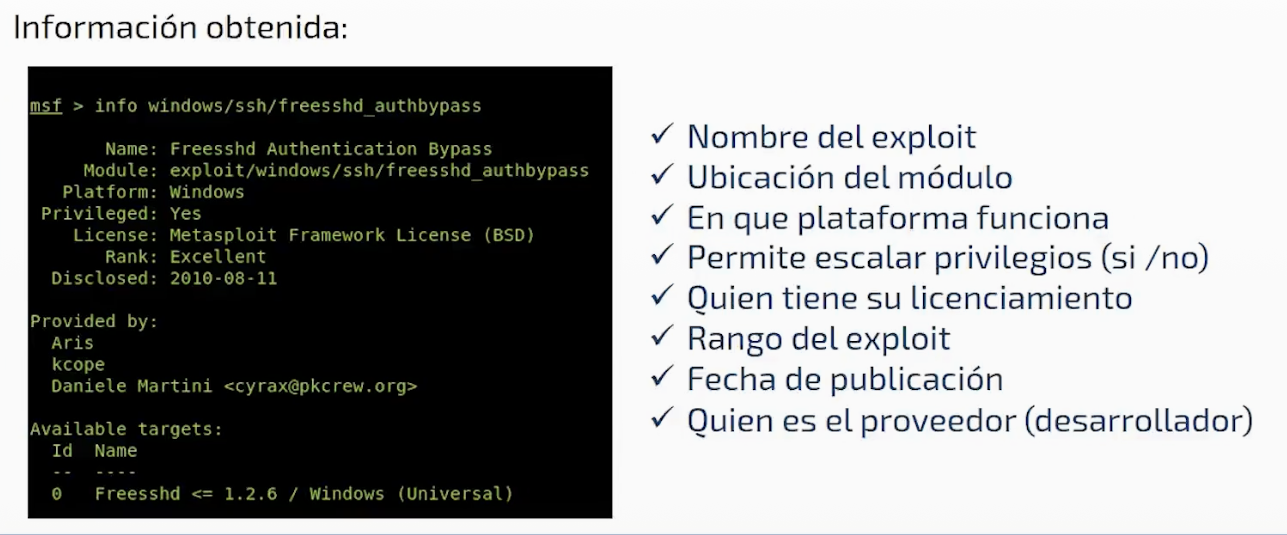 Información obtenida:
msf > info windows/ssh/freesshd_authbypass
Name: Freesshd Authentication Bypass
Module: exploit/windows/ssh/freesshd_authbypass
Platform: Windows
Privileged: Yes
License: Metasploit Framework License (BSD)
Rank: Excellent
Disclosed: 2010-08-11
Provided by:
Aris
kcope
Daniele Martini <cyrax@pkcrew.org>
Available targets:
Id  Name
--  ----
0   Freesshd <= 1.2.6 / Windows (Universal)
✓ Nombre del exploit
✓ Ubicación del módulo
✓ En que plataforma funciona
✓ Permite escalar privilegios (si /no)
✓ Quien tiene su licenciamiento
✓ Rango del exploit
✓ Fecha de publicación
✓ Quien es el proveedor (desarrollador)